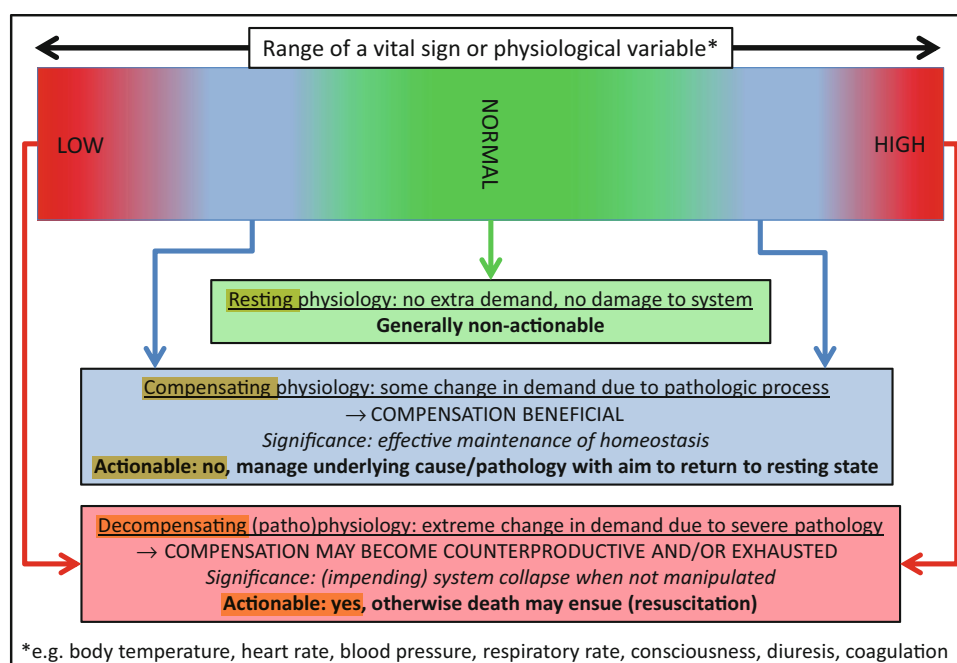 Range of a vital sign or physiological variable*
LOW
NORMAL
HIGH
Resting physiology: no extra demand, no damage to system
Generally non-actionable
Compensating physiology: some change in demand due to pathologic process
→ COMPENSATION BENEFICIAL
Significance: effective maintenance of homeostasis
Actionable: no, manage underlying cause/pathology with aim to return to resting state
Decompensating (patho)physiology: extreme change in demand due to severe pathology
→ COMPENSATION MAY BECOME COUNTERPRODUCTIVE AND/OR EXHAUSTED
Significance: (impending) system collapse when not manipulated
Actionable: yes, otherwise death may ensue (resuscitation)
*e.g. body temperature, heart rate, blood pressure, respiratory rate, consciousness, diuresis, coagulation